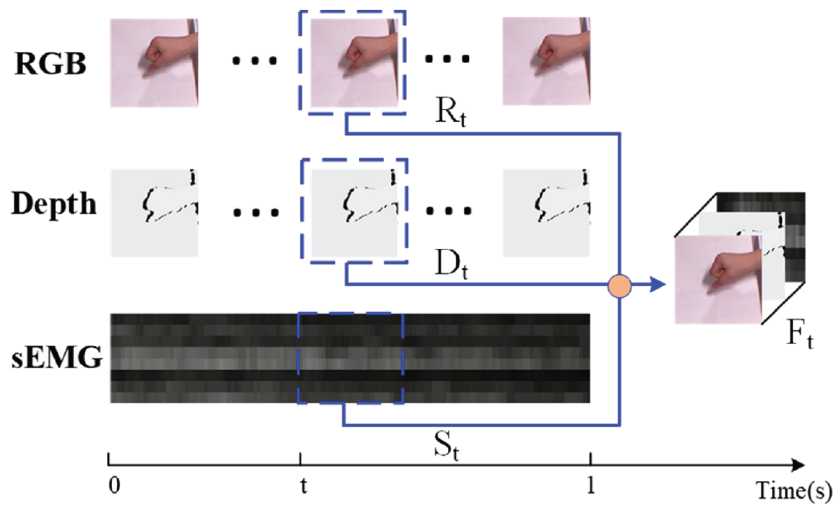 RGB
R_t
Depth
D_t
F_t
sEMG
S_t
0 t 1 Time(s)